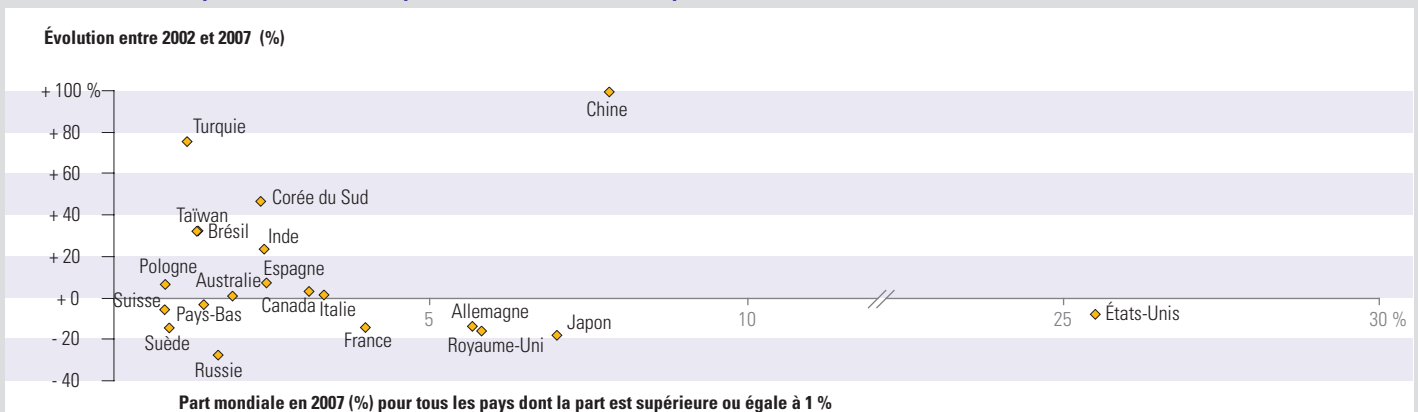 Évolution entre 2002 et 2007 (%)
+ 100 %
Chine
+ 80
Turquie
+ 60
Corée du Sud
+ 40
Taïwan
Brésil
Inde
+ 20
Pologne
Espagne
Australie
+ 0
Suisse
Pays-Bas
Canada
Italie
5
10
25
30 %
États-Unis
Allemagne
Japon
- 20
Suède
France
Royaume-Uni
Russie
- 40
Part mondiale en 2007 (%) pour tous les pays dont la part est supérieure ou égale à 1 %